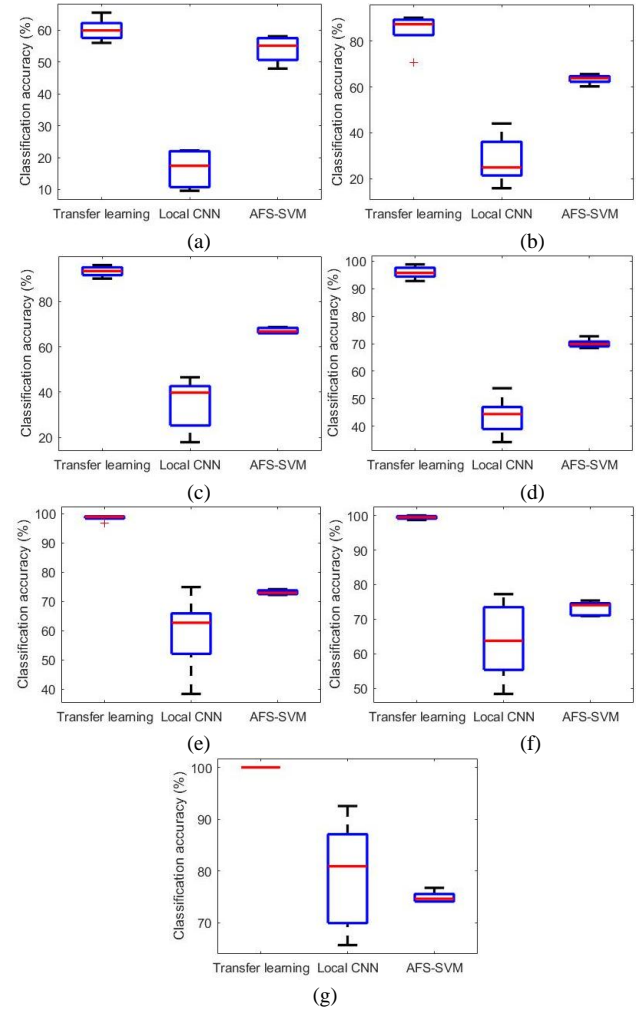 Classification accuracy (%)
60
50
40
30
20
10
Transfer learning Local CNN AFS-SVM
(a)
Classification accuracy (%)
80
60
40
20
Transfer learning Local CNN AFS-SVM
(b)
Classification accuracy (%)
80
60
40
20
Transfer learning Local CNN AFS-SVM
(c)
Classification accuracy (%)
100
90
80
70
60
50
40
Transfer learning Local CNN AFS-SVM
(d)
Classification accuracy (%)
100
90
80
70
60
50
40
Transfer learning Local CNN AFS-SVM
(e)
Classification accuracy (%)
100
90
80
70
60
50
Transfer learning Local CNN AFS-SVM
(f)
Classification accuracy (%)
100
90
80
70
Transfer learning Local CNN AFS-SVM
(g)